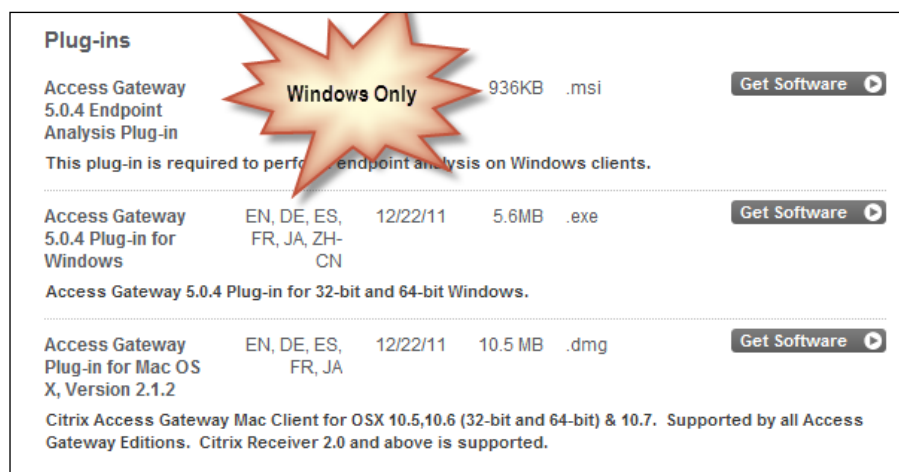 Plug-ins
Access Gateway
5.0.4 Endpoint
Analysis Plug-in
Windows Only
936KB .msi
Get Software
This plug-in is required to endpoint analysis on Windows clients.
Access Gateway
5.0.4 Plug-in for
Windows
EN, DE, ES,
FR, JA, ZH-
CN
12/22/11
5.6MB .exe
Get Software
Access Gateway 5.0.4 Plug-in for 32-bit and 64-bit Windows.
Access Gateway
Plug-in for Mac OS
X, Version 2.1.2
EN, DE, ES,
FR, JA
12/22/11
10.5 MB .dmg
Get Software
Citrix Access Gateway Mac Client for OSX 10.5,10.6 (32-bit and 64-bit) & 10.7. Supported by all Access
Gateway Editions. Citrix Receiver 2.0 and above is supported.